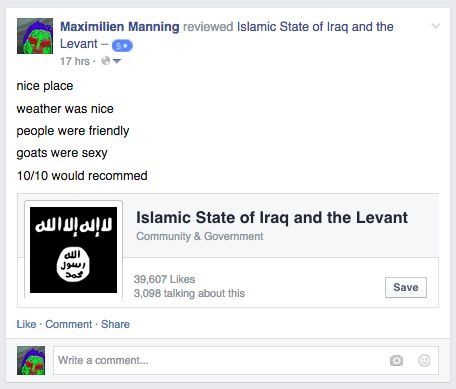 Maximilien Manning reviewed Islamic State of Iraq and the
Levant – 5★
17 hrs ·
nice place
weather was nice
people were friendly
goats were sexy
10/10 would recommed
لا إله إلا الله
الله
رسول
محمد
Islamic State of Iraq and the Levant
Community & Government
39,607 Likes
3,098 talking about this
Save
Like · Comment · Share
Write a comment...